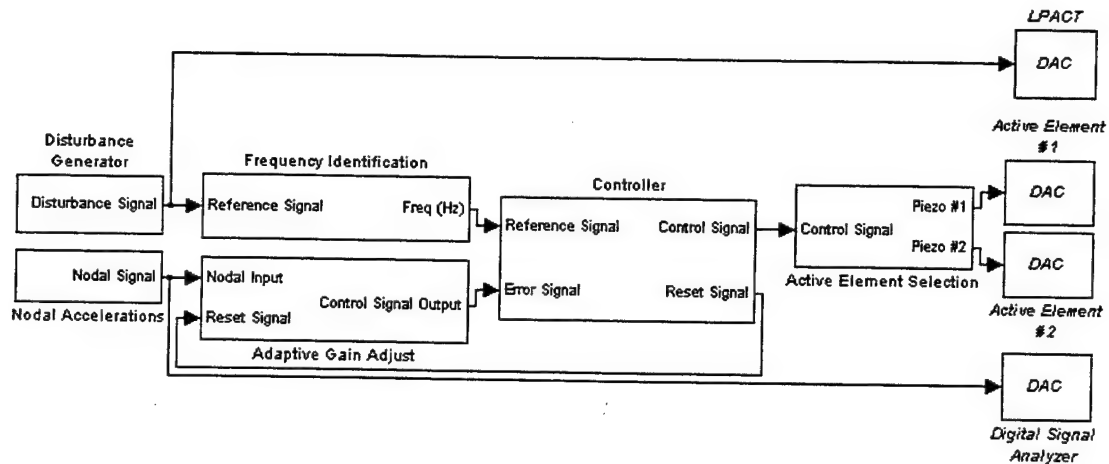 LPACT
DAC
Active Element
#1
Disturbance
Generator
Frequency Identification
Controller
DAC
Disturbance Signal
Reference Signal
Freq (Hz)
Reference Signal
Control Signal
Control Signal
Piezo #1
Piezo #2
DAC
Nodal Signal
Nodal Input
Control Signal Output
Error Signal
Reset Signal
Active Element Selection
Nodal Accelerations
Reset Signal
Active Element
#2
Adaptive Gain Adjust
DAC
Digital Signal
Analyzer